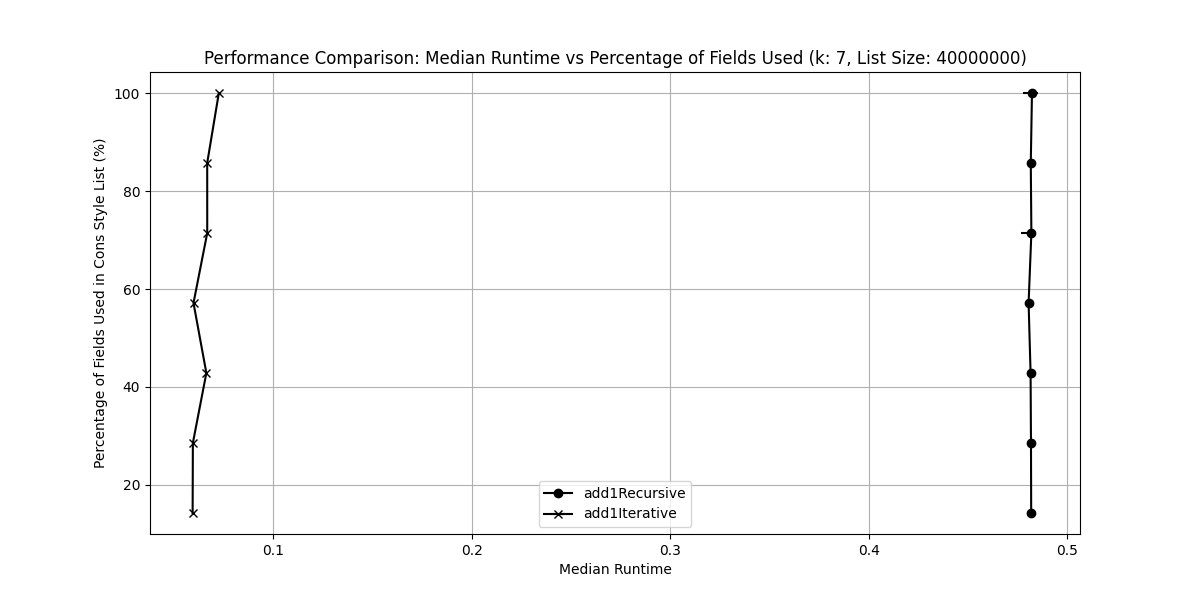 Performance Comparison: Median Runtime vs Percentage of Fields Used (k: 7, List Size: 40000000)
Percentage of Fields Used in Cons Style List (%)
100
80
60
40
20
add1Recursive
add1Iterative
0.1 0.2 0.3 0.4 0.5
Median Runtime